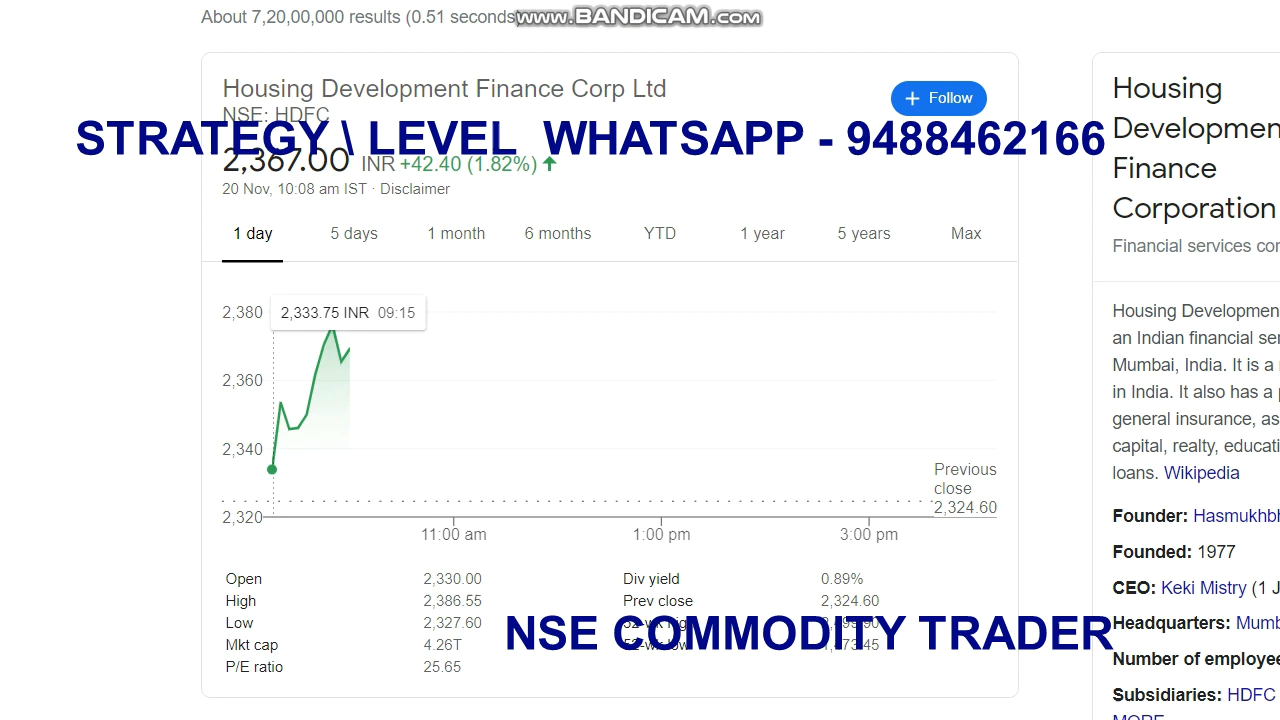 About 7,20,00,000 results (0.51 seconds)
www.BANDICAM.com
Housing Development Finance Corp Ltd
NSE: HDFC
+ Follow
STRATEGY \ LEVEL WHATSAPP - 9488462166
2,367.00 INR +42.40 (1.82%)
20 Nov, 10:08 am IST · Disclaimer
1 day 5 days 1 month 6 months YTD 1 year 5 years Max
2,333.75 INR 09:15
2,380
2,360
2,340
2,320
Previous
close
2,324.60
11:00 am 1:00 pm 3:00 pm
Open 2,330.00 Div yield 0.89%
High 2,386.55 Prev close 2,324.60
Low 2,327.60
Mkt cap 4.26T 52-wk low
P/E ratio 25.65
NSE COMMODITY TRADER
Housing
Developmen
Finance
Corporation
Financial services cor
Housing Developmen
an Indian financial ser
Mumbai, India. It is a
in India. It also has a
general insurance, as
capital, realty, educati
loans. Wikipedia
Founder: Hasmukhbh
Founded: 1977
CEO: Keki Mistry (1 J
Headquarters: Mumb
Number of employee
Subsidiaries: HDFC
MORE